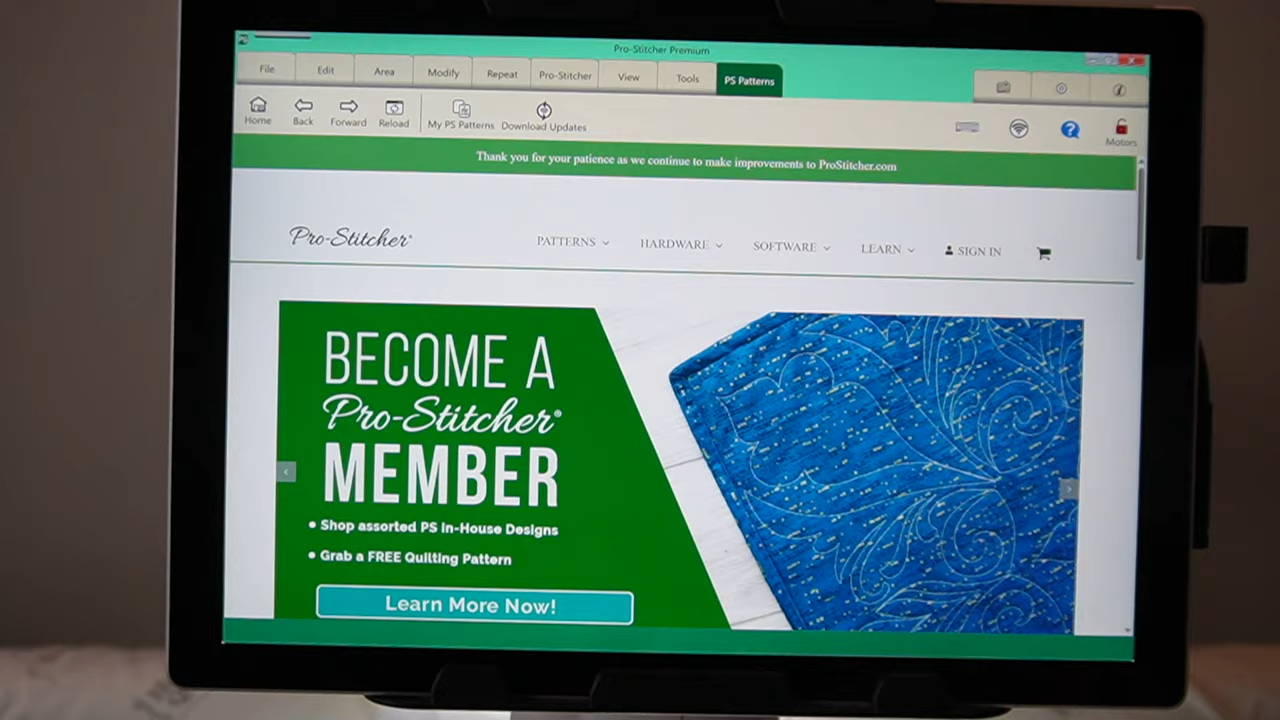 Pro-Stitcher Premium
File Edit Area Modify Repeat Pro-Stitcher View Tools PS Patterns
Home Back Forward Reload My PS Patterns Download Updates Motors
Thank you for your patience as we continue to make improvements to ProStitcher.com
Pro-Stitcher® PATTERNS HARDWARE SOFTWARE LEARN SIGN IN
BECOME A
Pro-Stitcher®
MEMBER
• Shop assorted PS In-House Designs
• Grab a FREE Quilting Pattern
Learn More Now!